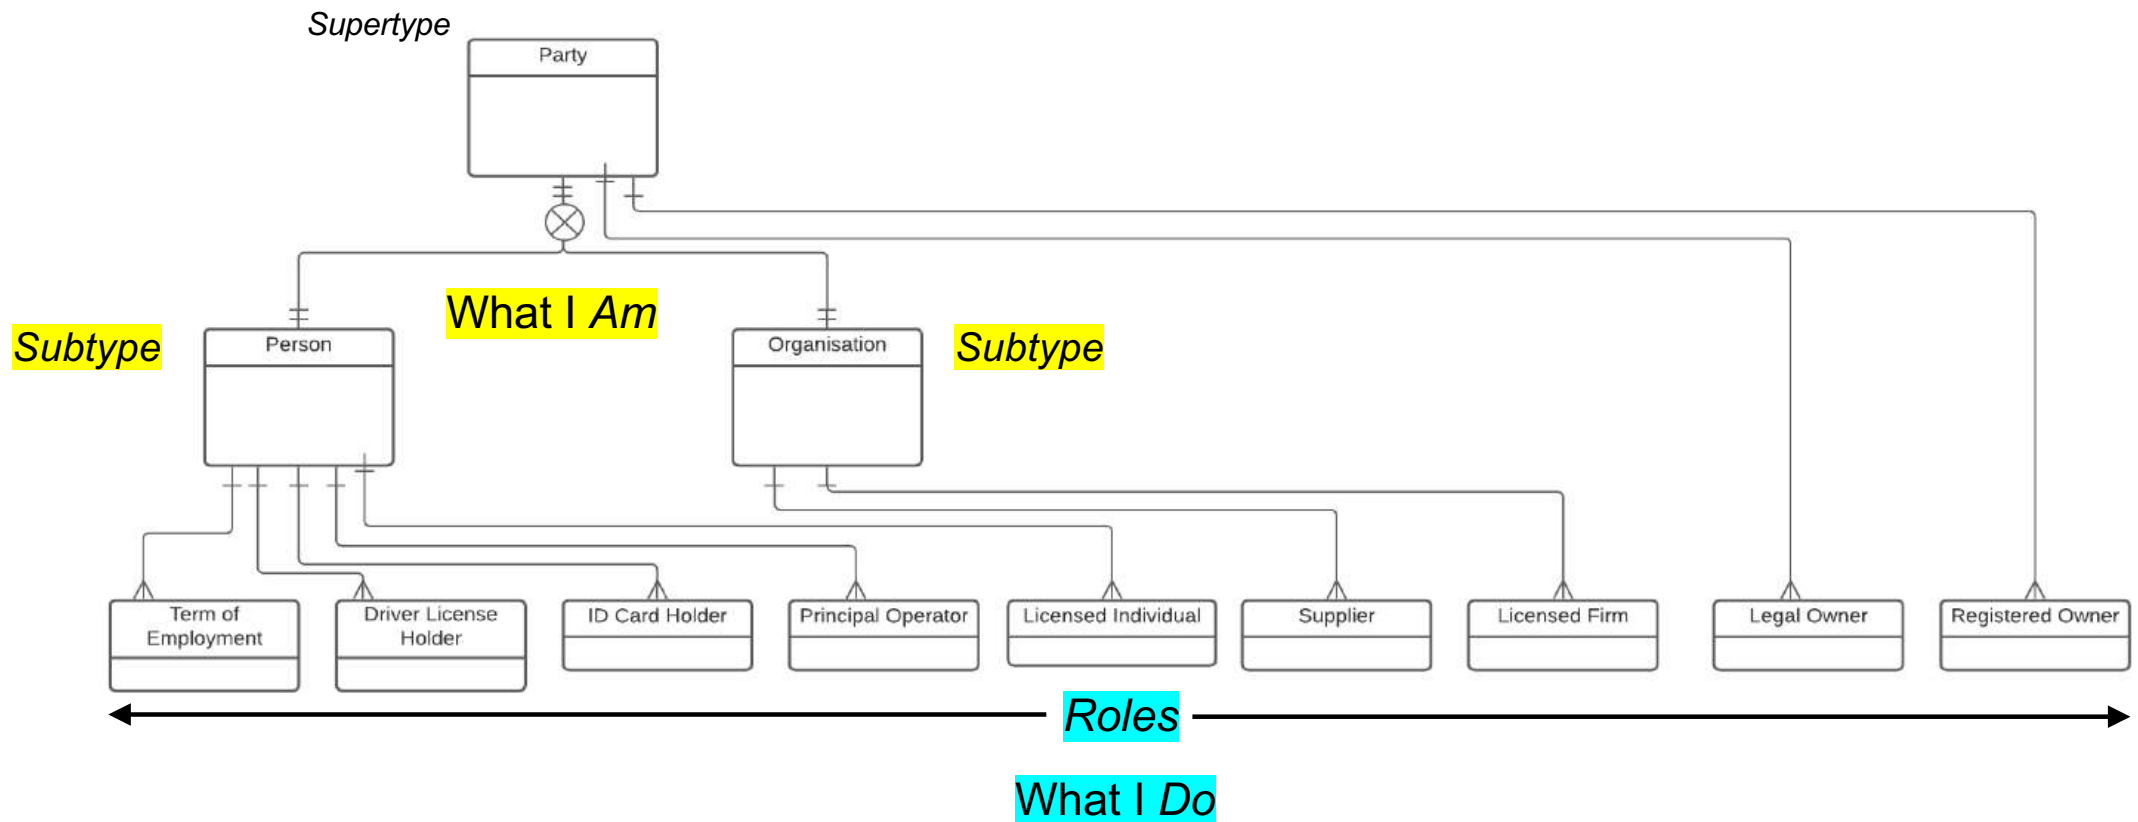 Supertype
Party
What I Am
Subtype
Person
Organisation
Subtype
Term of
Employment
Driver License
Holder
ID Card Holder
Principal Operator
Licensed Individual
Supplier
Licensed Firm
Legal Owner
Registered Owner
Roles
What I Do